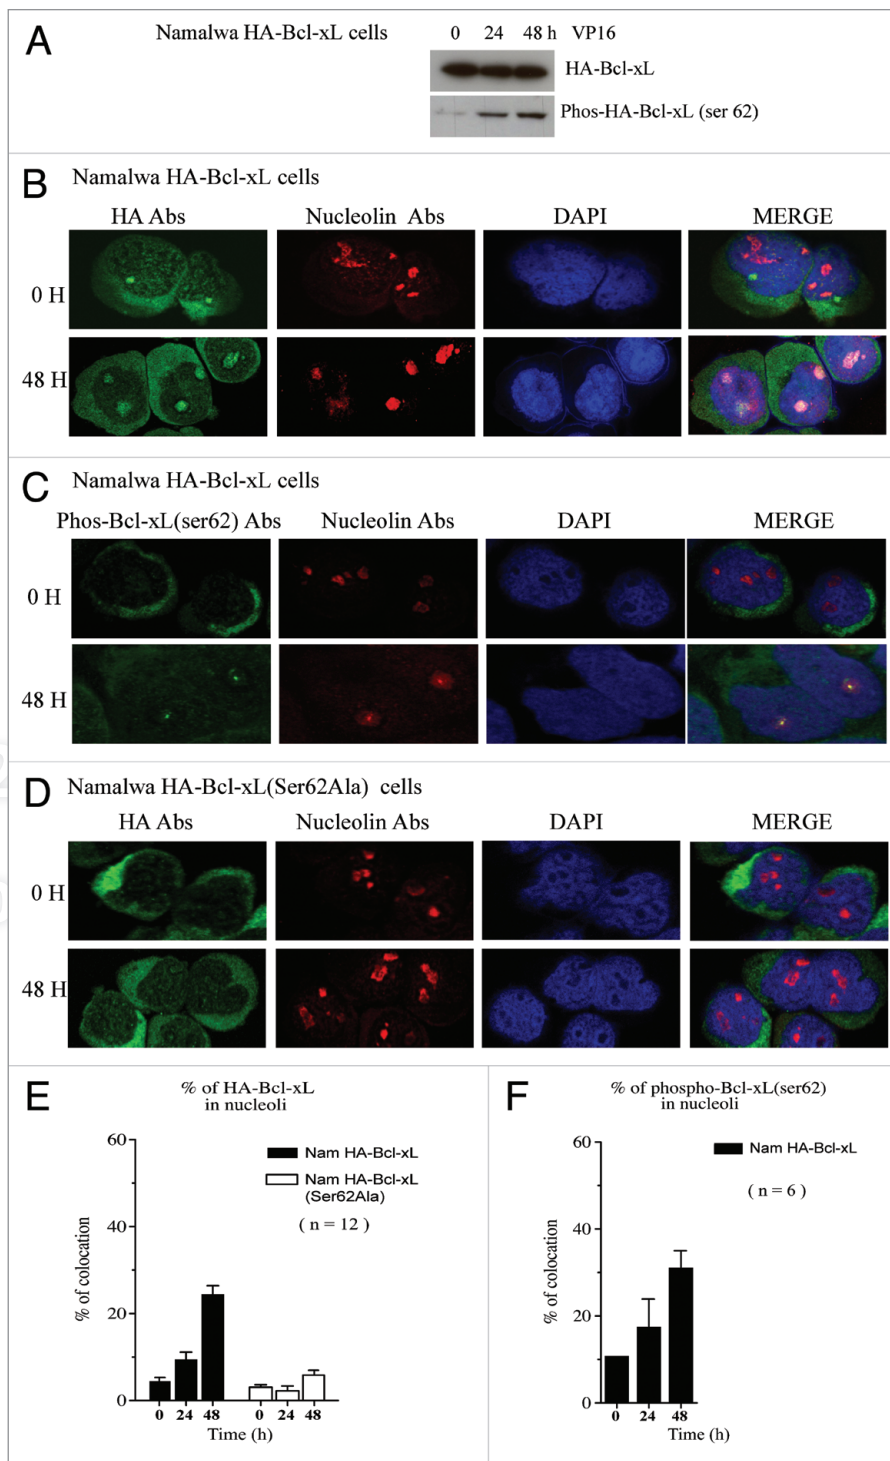 A
Namalwa HA-Bcl-xL cells
0 24 48 h VP16
HA-Bcl-xL
Phos-HA-Bcl-xL (ser 62)
B Namalwa HA-Bcl-xL cells
HA Abs Nucleolin Abs DAPI MERGE
0 H
48 H
C Namalwa HA-Bcl-xL cells
Phos-Bcl-xL(ser62) Abs Nucleolin Abs DAPI MERGE
0 H
48 H
D Namalwa HA-Bcl-xL(Ser62Ala) cells
HA Abs Nucleolin Abs DAPI MERGE
0 H
48 H
E
% of HA-Bcl-xL
in nucleoli
60
40
20
0
% of colocation
Nam HA-Bcl-xL
Nam HA-Bcl-xL
(Ser62Ala)
( n = 12 )
0 24 48 0 24 48
Time (h)
F
% of phospho-Bcl-xL(ser62)
in nucleoli
60
40
20
0
% of colocation
Nam HA-Bcl-xL
( n = 6 )
0 24 48
Time (h)